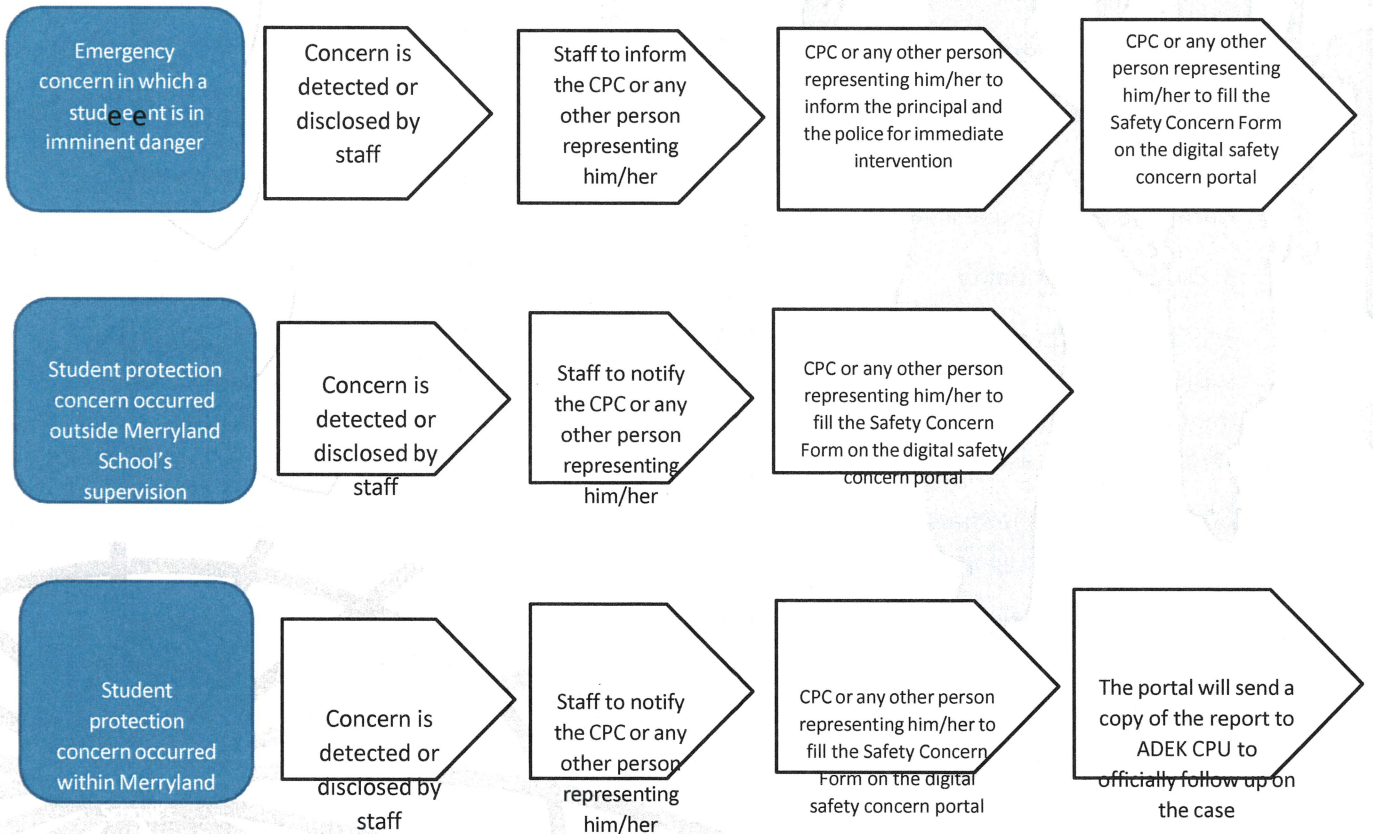 Emergency
concern in which a
studeeent is in
imminent danger
Concern is
detected or
disclosed by
staff
Staff to inform
the CPC or any
other person
representing
him/her
CPC or any other person
representing him/her to
inform the principal and
the police for immediate
intervention
CPC or any other
person representing
him/her to fill the
Safety Concern Form
on the digital safety
concern portal
Student protection
concern occurred
outside Merryland
School's
supervision
Concern is
detected or
disclosed by
staff
Staff to notify
the CPC or any
other person
representing
him/her
CPC or any other person
representing him/her to
fill the Safety Concern
Form on the digital safety
concern portal
Student
protection
concern occurred
within Merryland
Concern is
detected or
disclosed by
staff
Staff to notify
the CPC or any
other person
representing
him/her
CPC or any other person
representing him/her to
fill the Safety Concern
Form on the digital
safety concern portal
The portal will send a
copy of the report to
ADEK CPU to
officially follow up on
the case